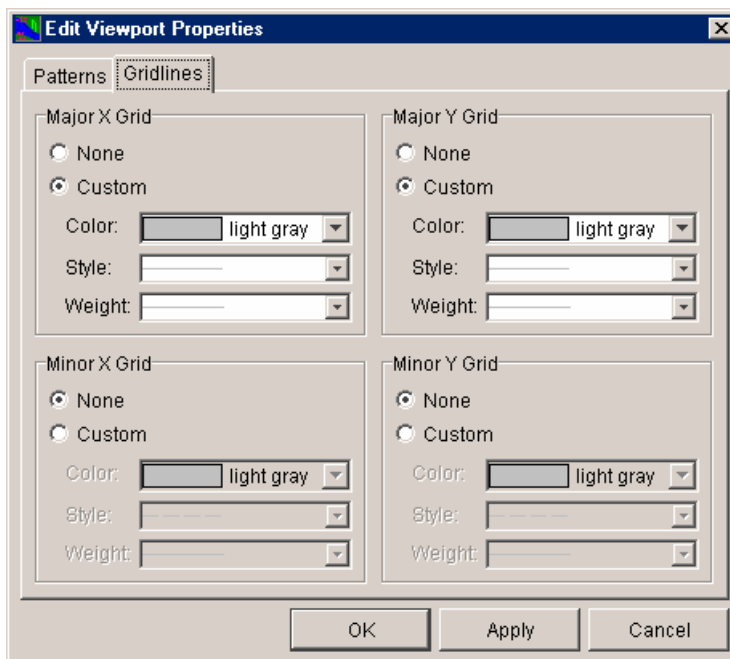 Edit Viewport Properties
Patterns Gridlines
Major X Grid
None
Custom
Color: light gray
Style:
Weight:
Major Y Grid
None
Custom
Color: light gray
Style:
Weight:
Minor X Grid
None
Custom
Color: light gray
Style:
Weight:
Minor Y Grid
None
Custom
Color: light gray
Style:
Weight:
OK Apply Cancel